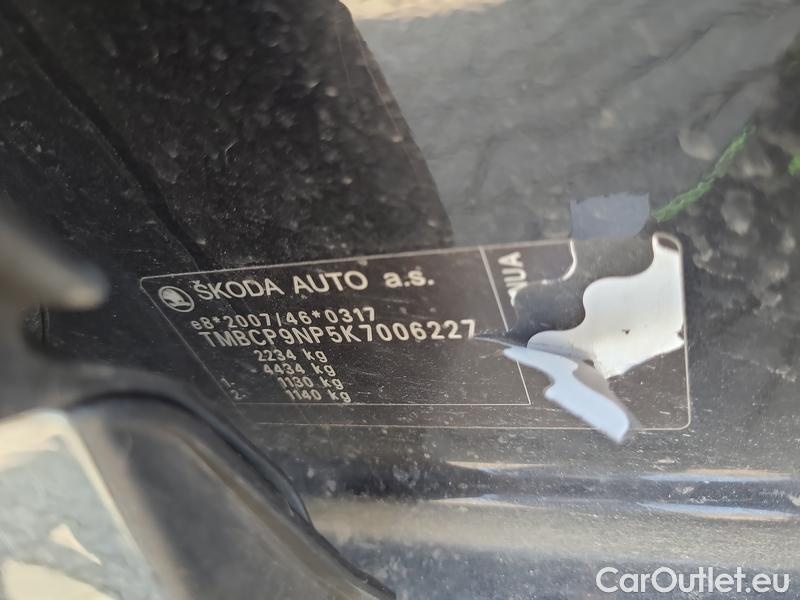 ŠKODA AUTO a.s.
e8*2007/46*0317
TMBCP9NP5K7006227
2234 kg
4434 kg
1. 1130 kg
2. 1140 kg
NUA
CarOutlet.eu